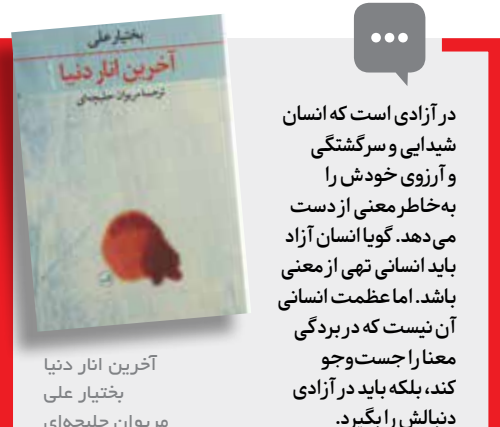 در آزادی است که انسان
شیدایی و سرگشتگی
و آرزوی خودش را
به‌خاطر معنی از دست
می‌دهد. گویا انسان آزاد
باید انسانی تهی از معنی
باشد. اما عظمت انسانی
آن نیست که در بردگی
معنا را جست‌وجو
کند، بلکه باید در آزادی
دنبالش را بگیرد.
بختیار علی
آخرین انار دنیا
ترجمهٔ مریوان حلبچه‌ای
آخرین انار دنیا
بختیار علی
مریوان حلبچه‌ای